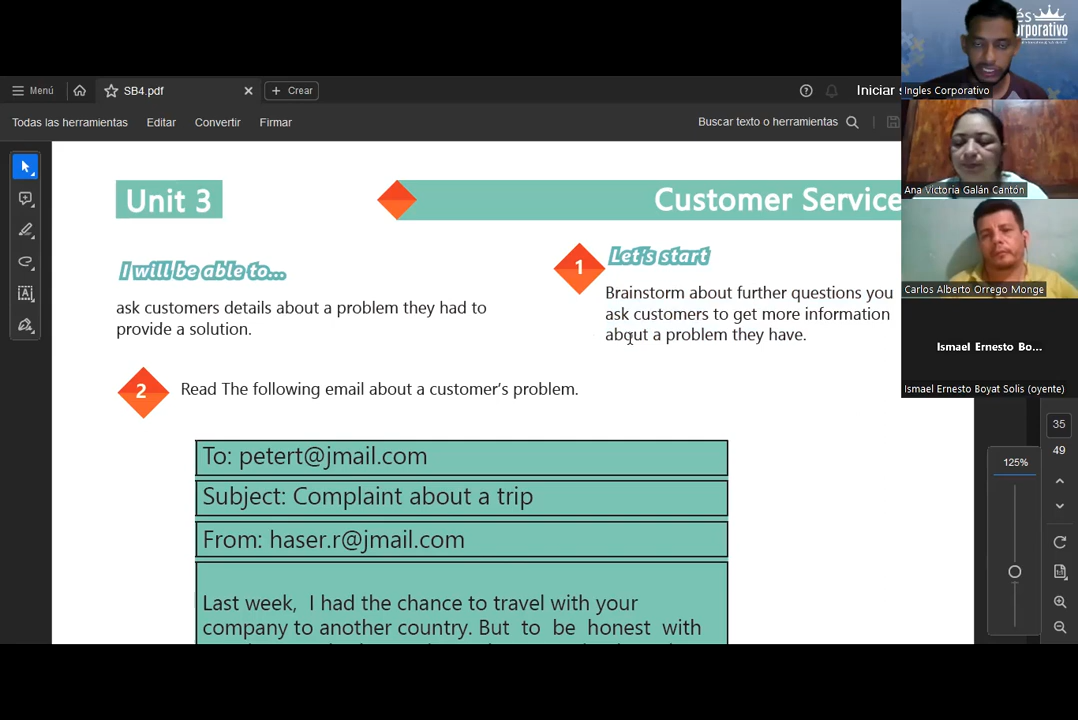 Menú
SB4.pdf
Crear
Iniciar s
Todas las herramientas
Editar
Convertir
Firmar
Buscar texto o herramientas
Unit 3
Customer Service
I will be able to...
ask customers details about a problem they had to
provide a solution.
1
Let's start
Brainstorm about further questions you
ask customers to get more information
about a problem they have.
2
Read The following email about a customer's problem.
To: petert@jmail.com
Subject: Complaint about a trip
From: haser.r@jmail.com
Last week, I had the chance to travel with your
company to another country. But to be honest with
és
orporativo
Ingles Corporativo
Ana Victoria Galán Cantón
Carlos Alberto Orrego Monge
Ismael Ernesto Bo...
Ismael Ernesto Boyat Solis (oyente)
35
49
125%